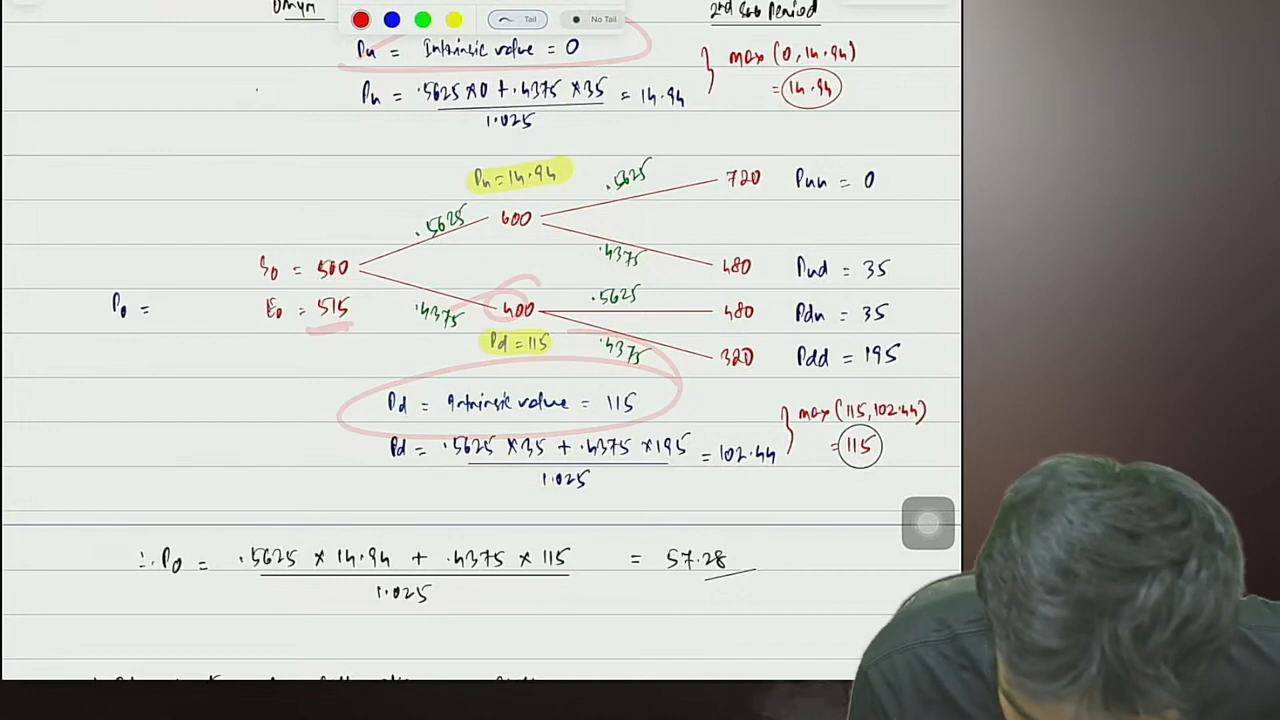 2nd Sub Period
Tail
No Tail
Pu = Intrinsic value = 0
max (0, 14.94)
= 14.94
Pu = .5625 × 0 + .4375 × 35 = 14.94
1.025
Pu = 14.94
.5625
720 Puu = 0
.5625
600
.4375
S0 = 500
480 Pud = 35
P0 =
E0 = 515
.4375
400
.5625
480 Pdu = 35
Pd = 115
.4375
320 Pdd = 195
Pd = Intrinsic value = 115
max (115, 102.44)
= 115
Pd = .5625 × 35 + .4375 × 195 = 102.44
1.025
∴ P0 = .5625 × 14.94 + .4375 × 115 = 57.28
1.025